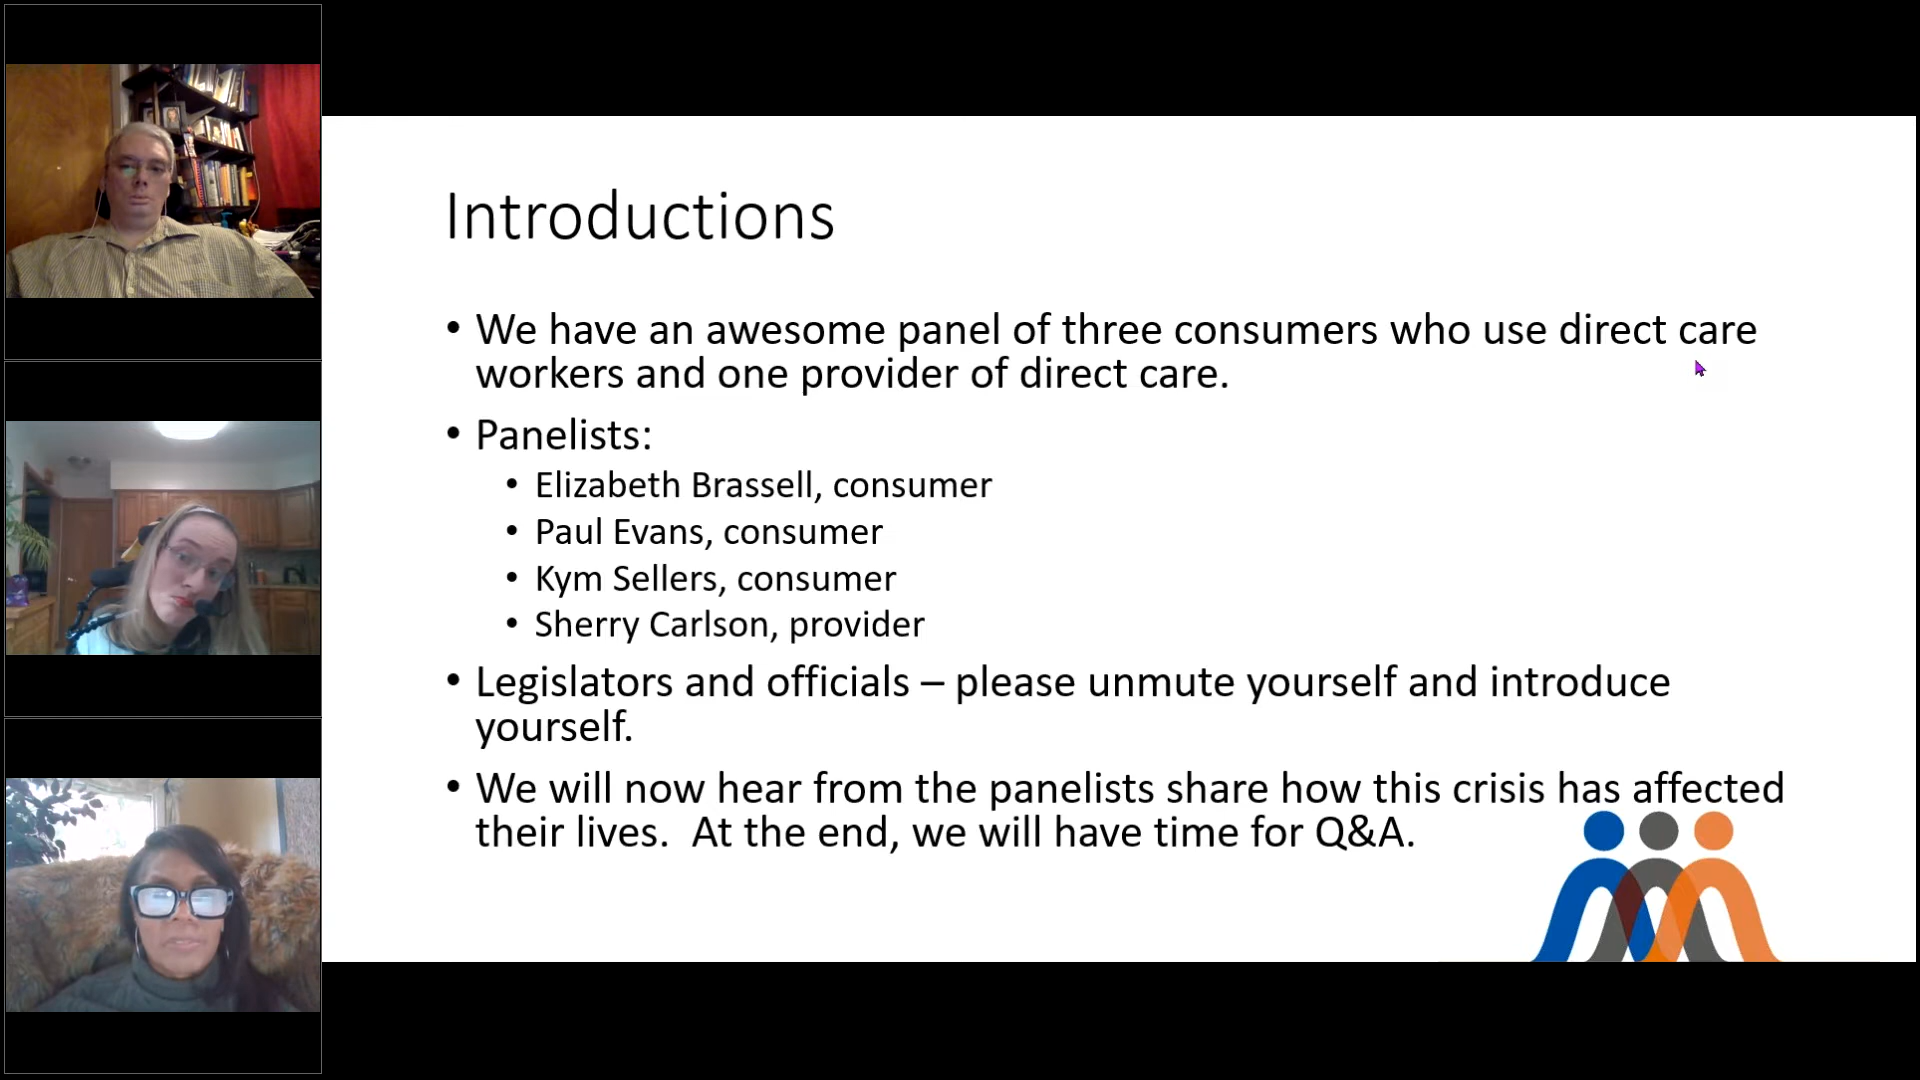 Introductions
• We have an awesome panel of three consumers who use direct care
workers and one provider of direct care.
• Panelists:
• Elizabeth Brassell, consumer
• Paul Evans, consumer
• Kym Sellers, consumer
• Sherry Carlson, provider
• Legislators and officials – please unmute yourself and introduce
yourself.
• We will now hear from the panelists share how this crisis has affected
their lives.  At the end, we will have time for Q&A.